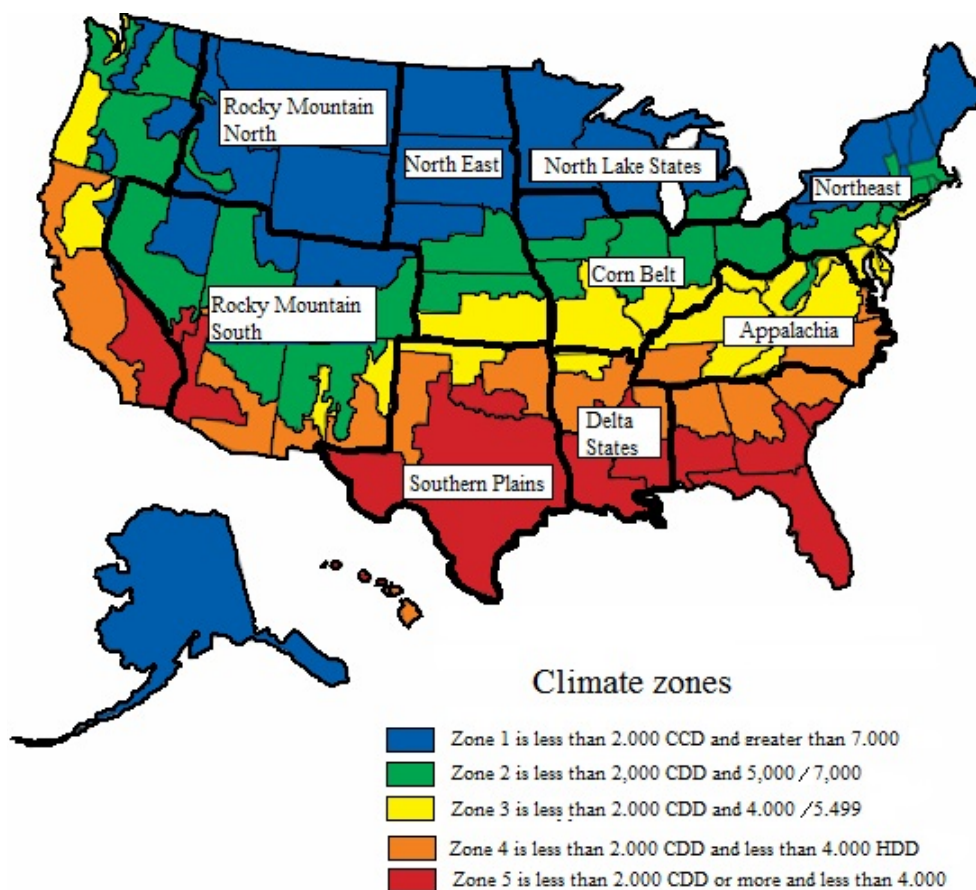 Rocky Mountain
North
North East
North Lake States
Northeast
Corn Belt
Rocky Mountain
South
Appalachia
Delta
States
Southern Plains
Climate zones
Zone 1 is less than 2.000 CCD and greater than 7.000
Zone 2 is less than 2,000 CDD and 5,000 / 7,000
Zone 3 is less than 2.000 CDD and 4.000 /5.499
Zone 4 is less than 2.000 CDD and less than 4.000 HDD
Zone 5 is less than 2.000 CDD or more and less than 4.000